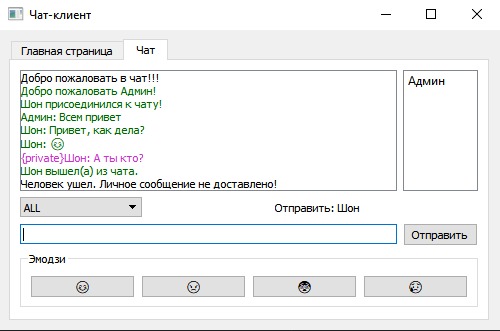 Чат-клиент
Главная страница
Чат
Добро пожаловать в чат!!!
Добро пожаловать Админ!
Шон присоединился к чату!
Админ: Всем привет
Шон: Привет, как дела?
Шон: 😊
{private}Шон: А ты кто?
Шон вышел(а) из чата.
Человек ушел. Личное сообщение не доставлено!
Админ
ALL
Отправить: Шон
Отправить
Эмодзи